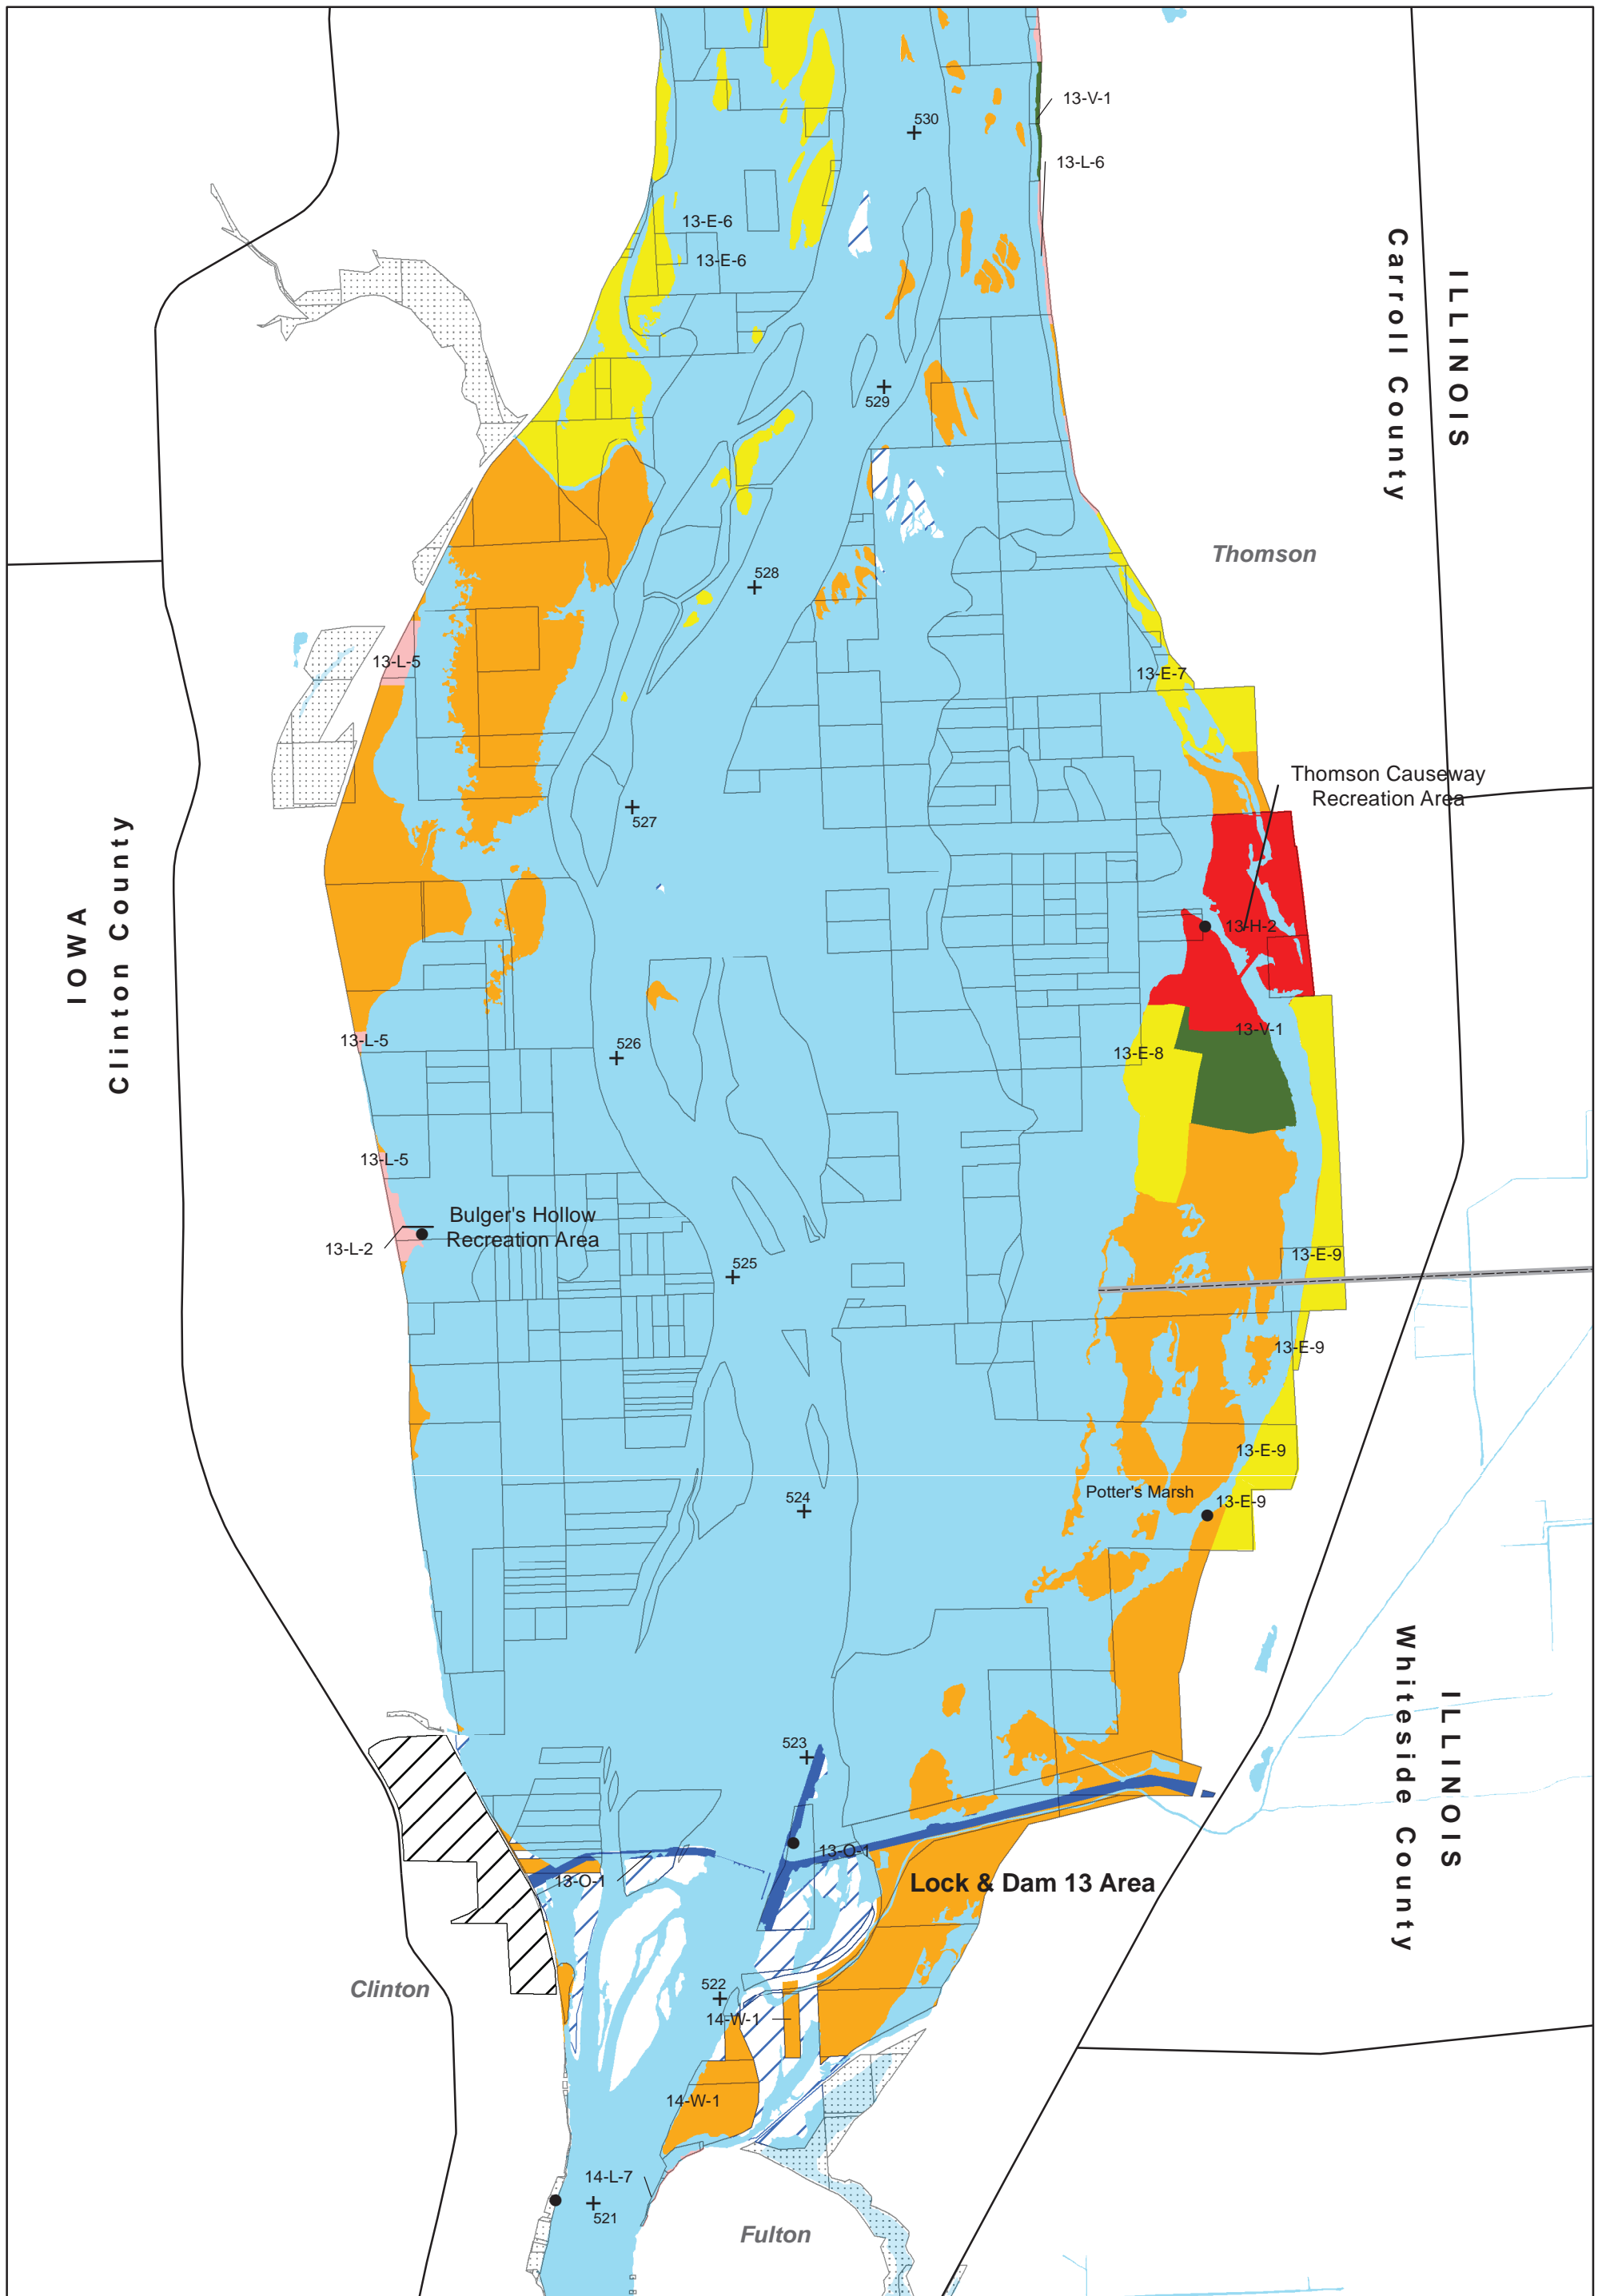 13-V-1
530
13-L-6
13-E-6
13-E-6
Carroll County
ILLINOIS
529
Thomson
528
13-L-5
13-E-7
Thomson Causeway
Recreation Area
527
IOWA
Clinton County
13-H-2
13-V-1
13-L-5
526
13-E-8
13-L-5
Bulger's Hollow
Recreation Area
13-L-2
525
13-E-9
13-E-9
13-E-9
524
Potter's Marsh
13-E-9
Whiteside County
ILLINOIS
523
13-O-1
13-O-1
Lock & Dam 13 Area
Clinton
522
14-W-1
14-W-1
14-L-7
521
Fulton